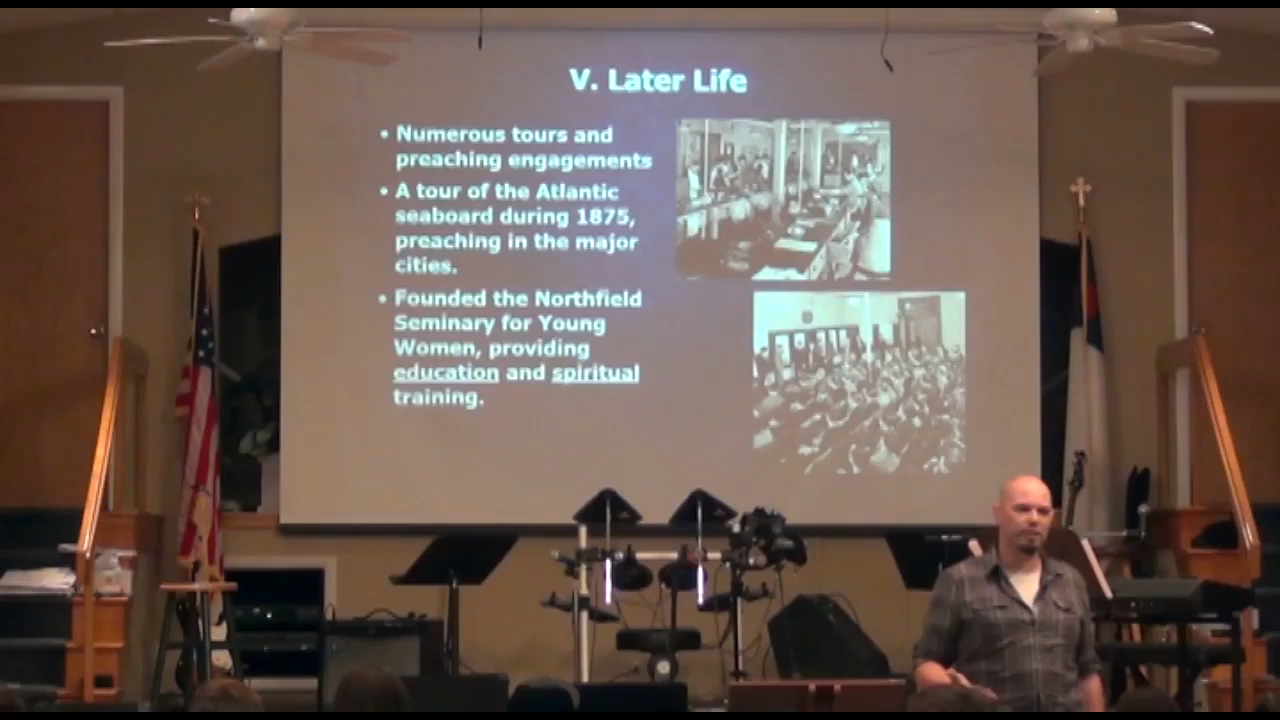 V. Later Life
• Numerous tours and
preaching engagements
• A tour of the Atlantic
seaboard during 1875,
preaching in the major
cities.
• Founded the Northfield
Seminary for Young
Women, providing
education and spiritual
training.